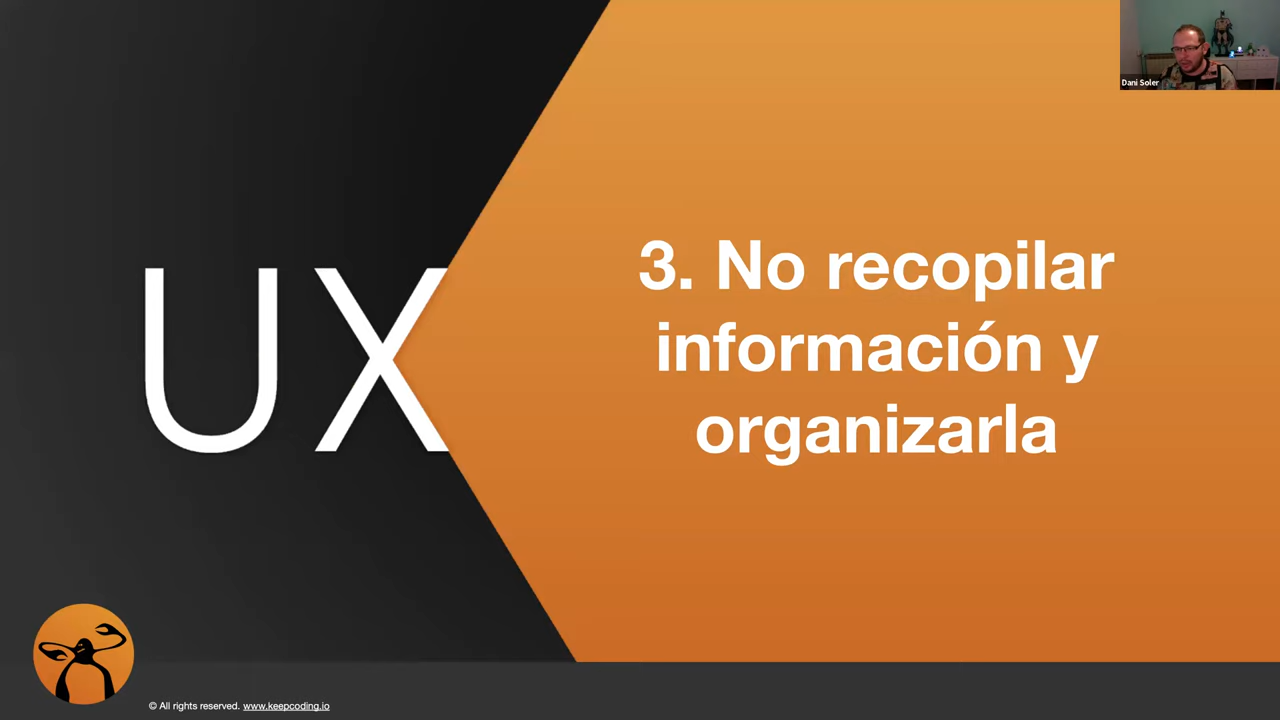 Dani Soler
UX
3. No recopilar
información y
organizarla
© All rights reserved. www.keepcoding.io